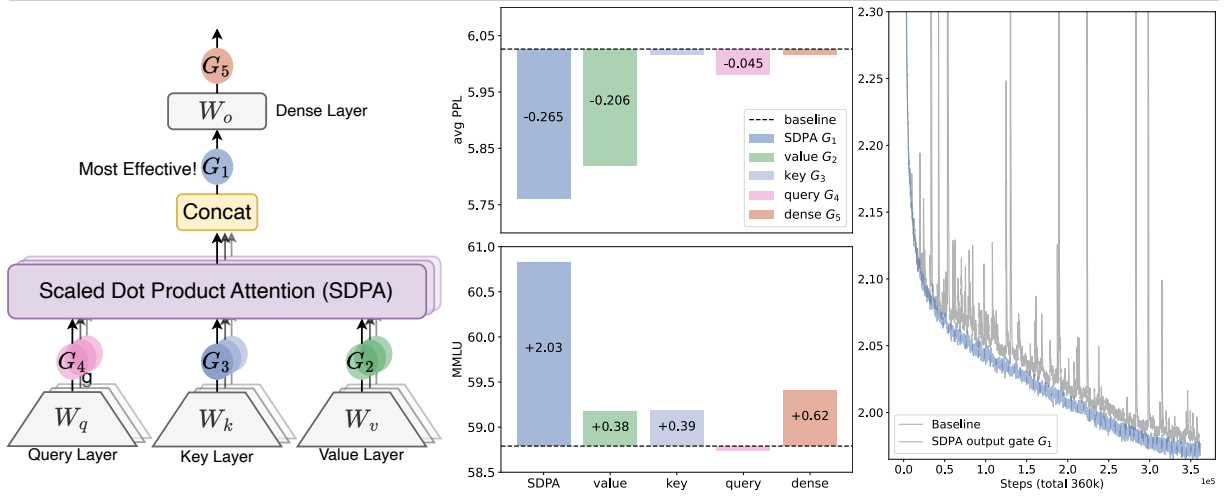 G5
Wo
Dense Layer
Most Effective!
G1
Concat
Scaled Dot Product Attention (SDPA)
G4
g
G3
G2
Wq
Wk
Wv
Query Layer
Key Layer
Value Layer
avg PPL
6.05
5.95
5.85
5.75
-0.265
-0.206
-0.045
baseline
SDPA G1
value G2
key G3
query G4
dense G5
MMLU
61.0
60.5
60.0
59.5
59.0
58.5
+2.03
+0.38
+0.39
+0.62
SDPA
value
key
query
dense
2.30
2.25
2.20
2.15
2.10
2.05
2.00
Baseline
SDPA output gate G1
0.0
0.5
1.0
1.5
2.0
2.5
3.0
3.5
1e5
Steps (total 360k)